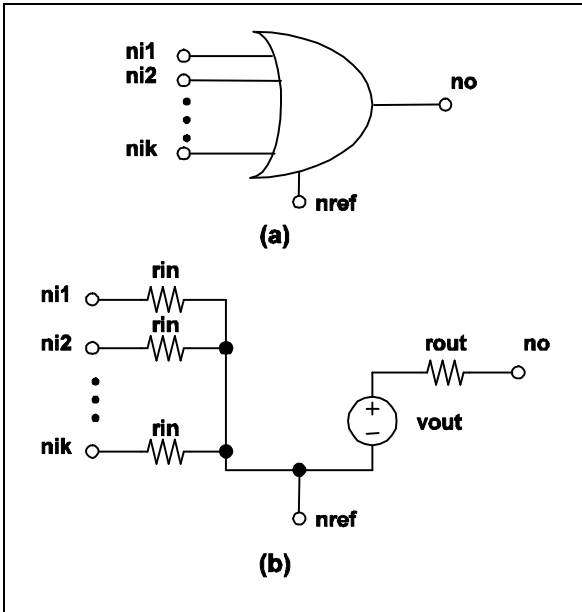 ni1
ni2
nik
no
nref
(a)
rin
ni1
rin
ni2
rin
nik
rout
no
+
vout
−
nref
(b)